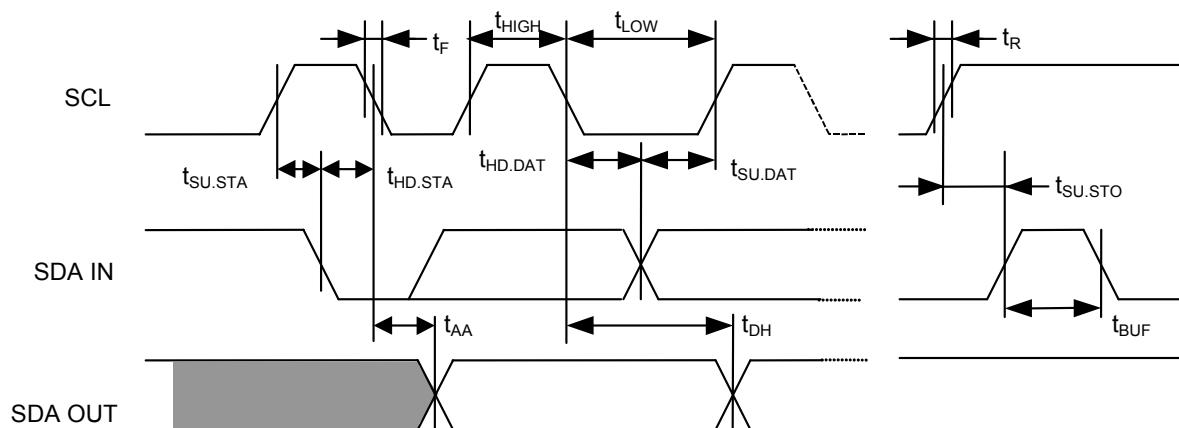 tHIGH tLOW
tF tR
SCL
tSU.STA tHD.STA tHD.DAT tSU.DAT
tSU.STO
SDA IN
tAA tDH tBUF
SDA OUT